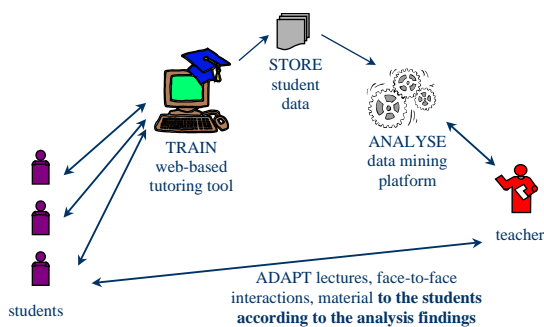 STORE
student
data
TRAIN
web-based
tutoring tool
ANALYSE
data mining
platform
teacher
students
ADAPT lectures, face-to-face
interactions, material to the students
according to the analysis findings